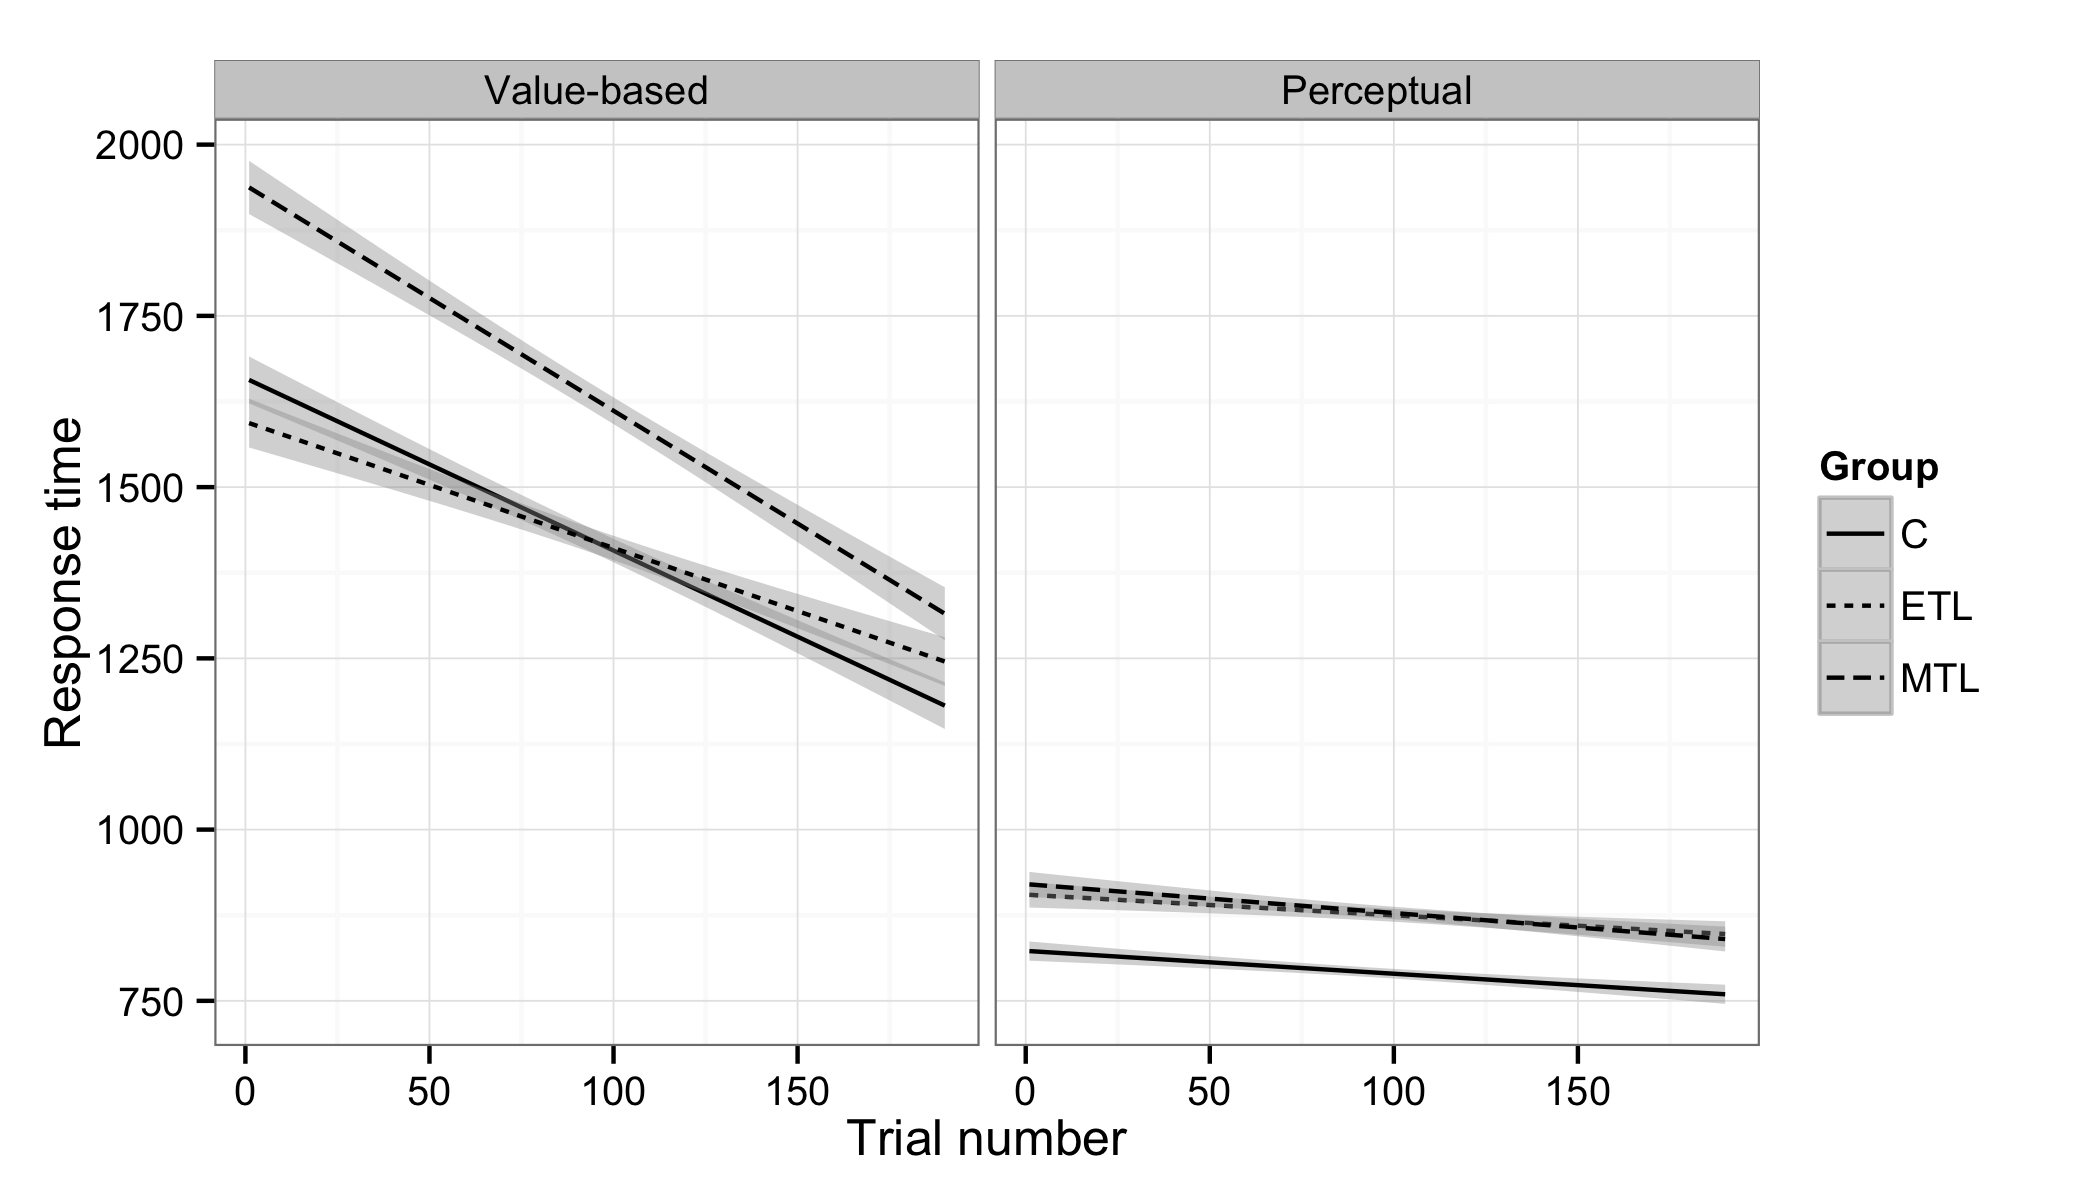 Value-based
Perceptual
2000
1750
1500
1250
1000
750
Response time
0 50 100 150
0 50 100 150
Trial number
Group
C
ETL
MTL